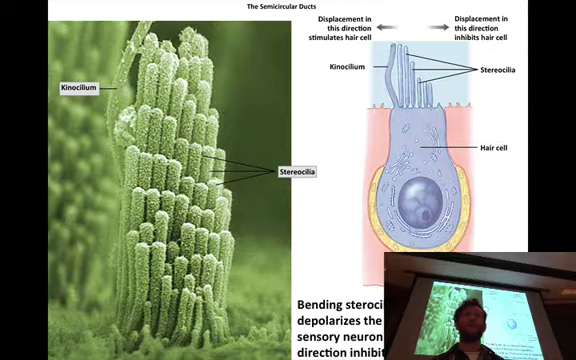 The Semicircular Ducts
Displacement in
this direction
stimulates hair cell
Displacement in
this direction
inhibits hair cell
Kinocilium
Stereocilia
Kinocilium
Stereocilia
Hair cell
Bending steroci
depolarizes the
sensory neuron
direction inhibit